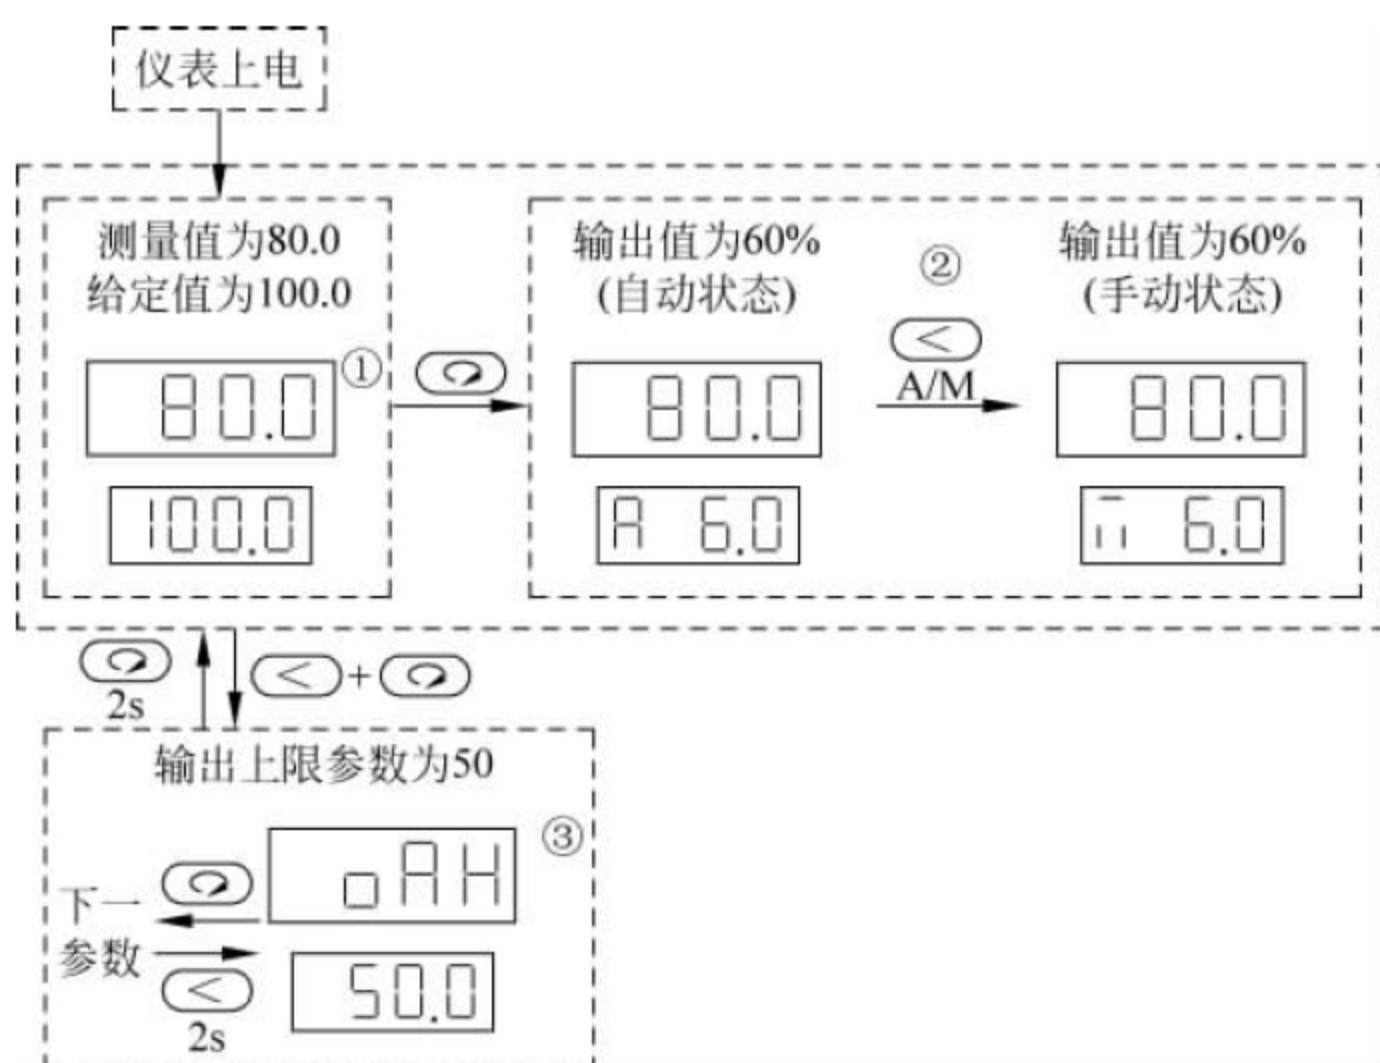 仪表上电
测量值为80.0
给定值为100.0
①
80.0
100.0
输出值为60%
(自动状态)
80.0
A 6.0
②
<
A/M
输出值为60%
(手动状态)
80.0
6.0
2s
< +
输出上限参数为50
③
oAH
50.0
下一
参数
<
2s